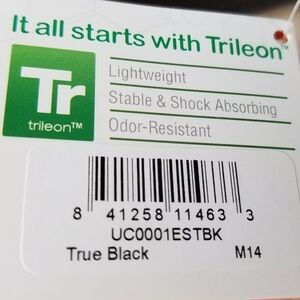 It all starts with Trileon™
Tr
trileon™
Lightweight
Stable & Shock Absorbing
Odor-Resistant
8 41258 11463 3
UC0001ESTBK
True Black M14